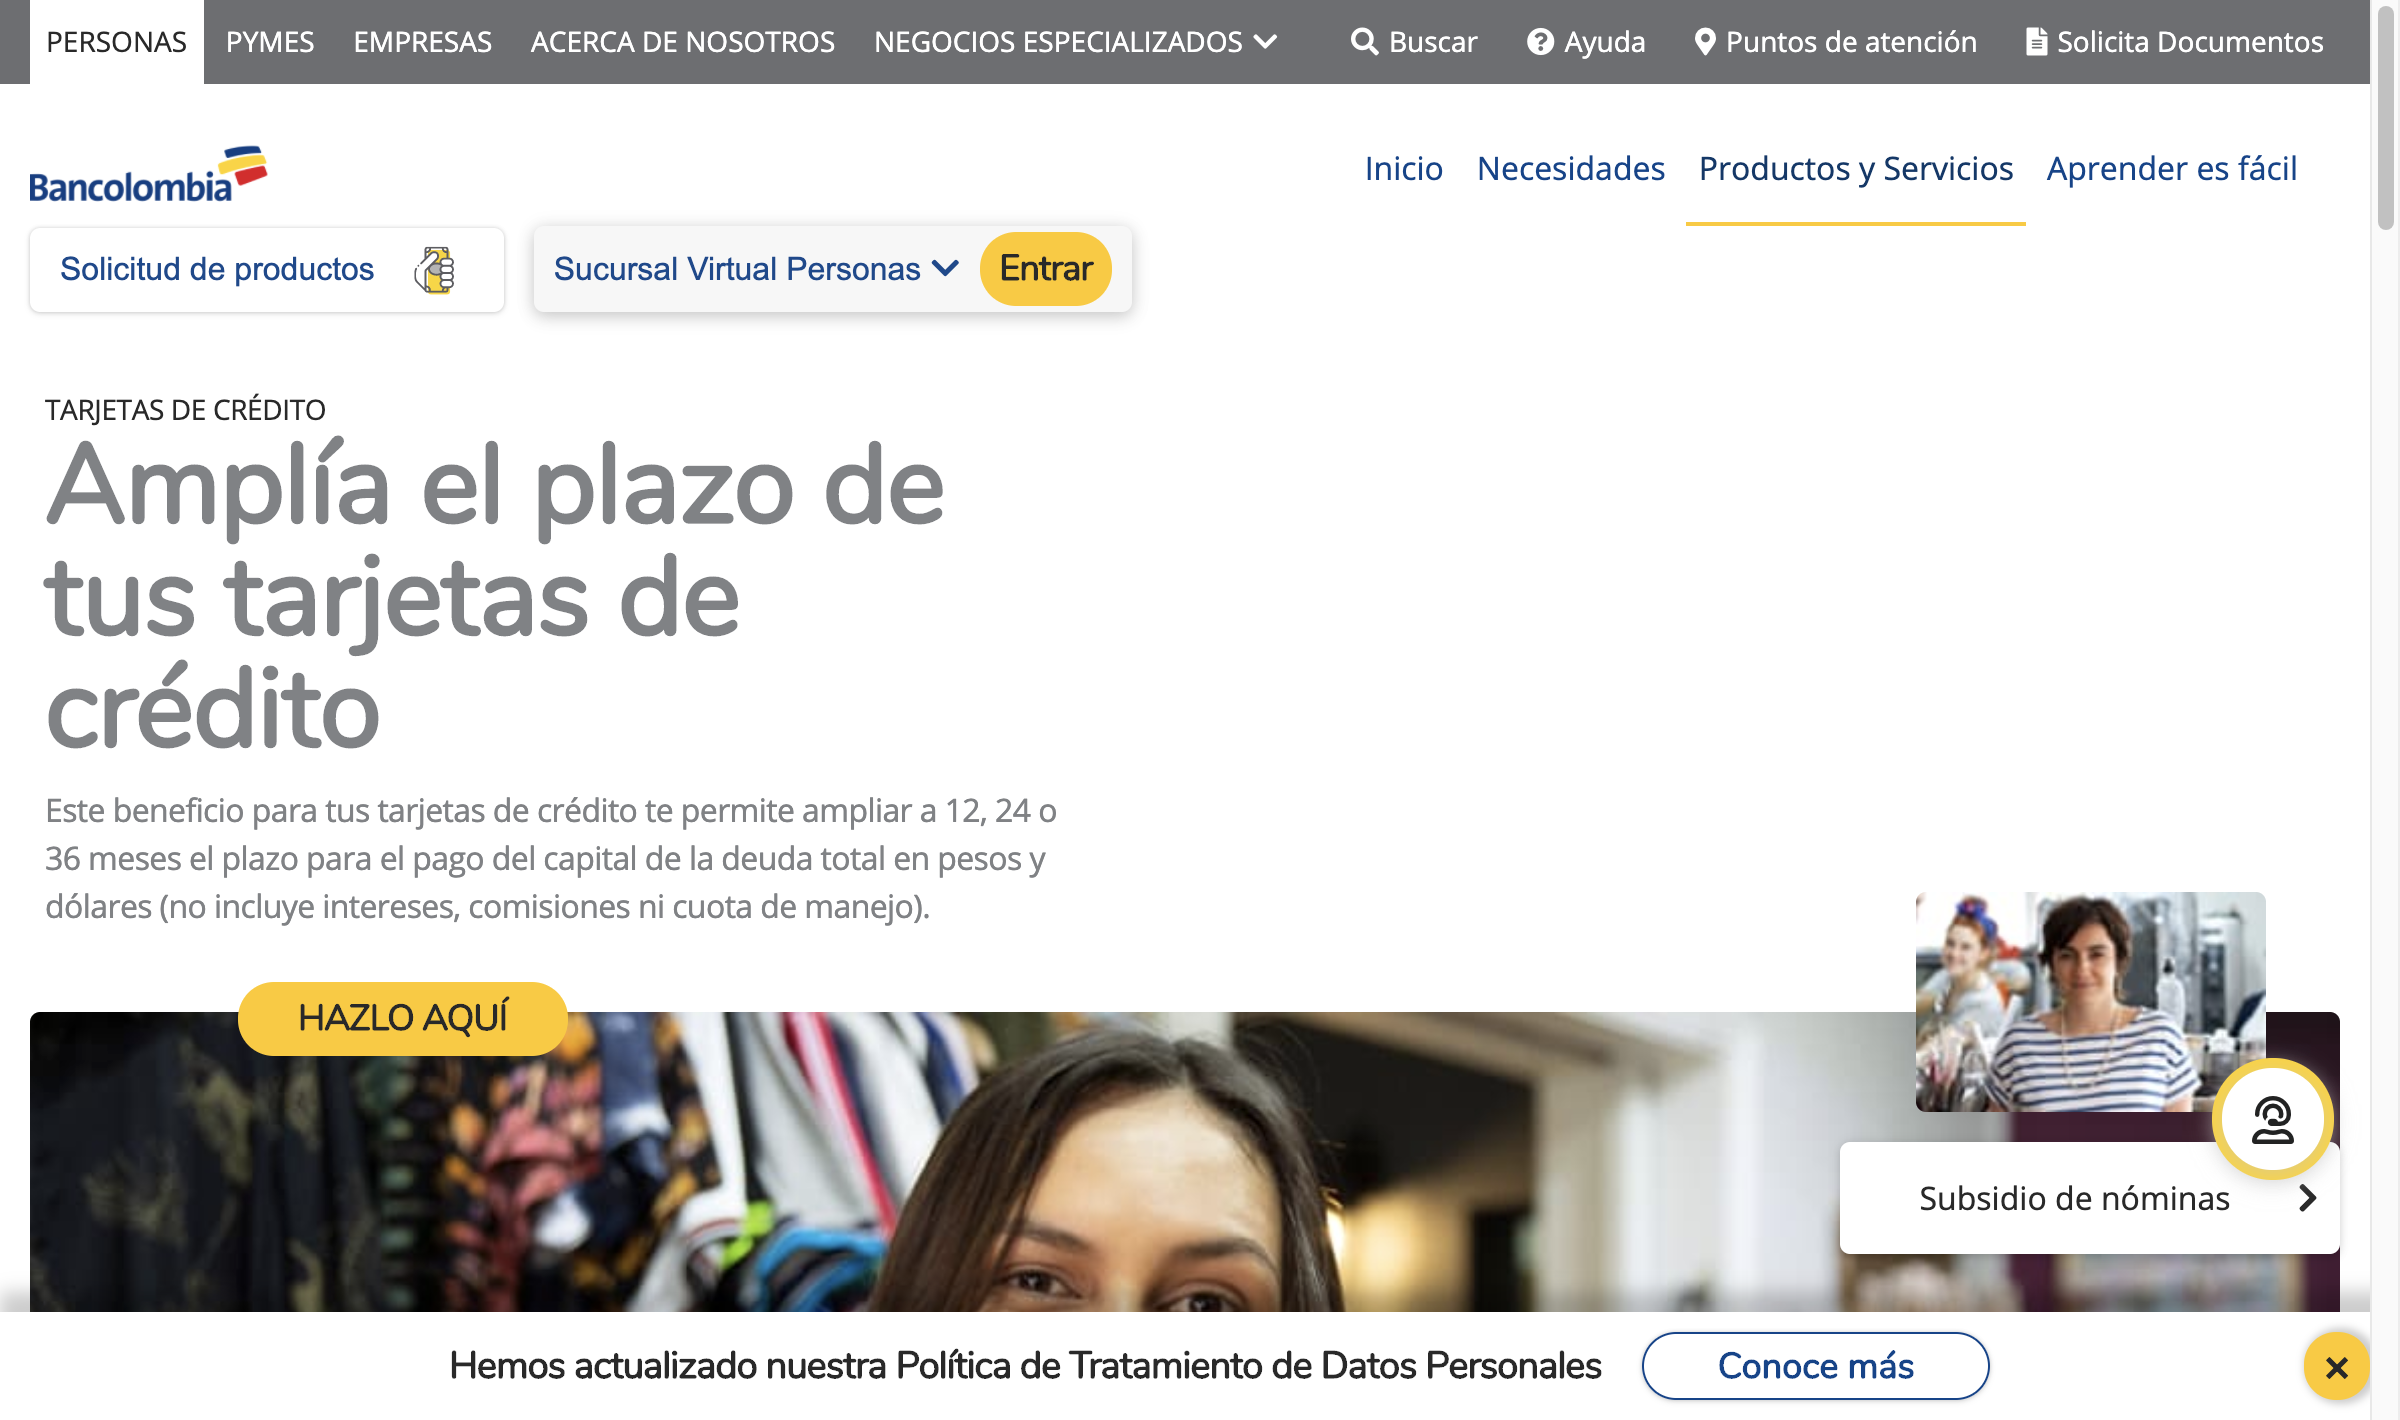 PERSONAS PYMES EMPRESAS ACERCA DE NOSOTROS NEGOCIOS ESPECIALIZADOS Buscar Ayuda Puntos de atención Solicita Documentos
Bancolombia
Inicio Necesidades Productos y Servicios Aprender es fácil
Solicitud de productos
Sucursal Virtual Personas Entrar
TARJETAS DE CRÉDITO
Amplía el plazo de
tus tarjetas de
crédito
Este beneficio para tus tarjetas de crédito te permite ampliar a 12, 24 o
36 meses el plazo para el pago del capital de la deuda total en pesos y
dólares (no incluye intereses, comisiones ni cuota de manejo).
HAZLO AQUÍ
Subsidio de nóminas
Hemos actualizado nuestra Política de Tratamiento de Datos Personales Conoce más